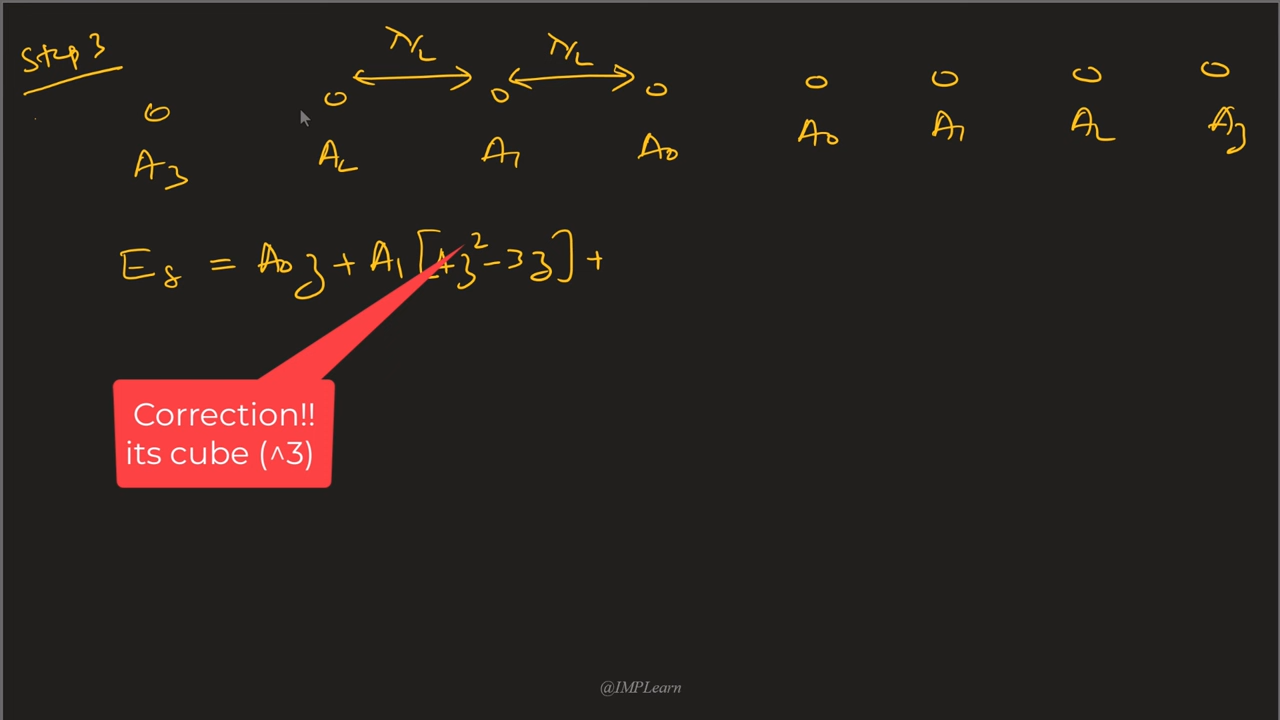 Step 3
λ/2 λ/2
A3 A2 A1 A0 A0 A1 A2 A3
E8 = A0 z + A1 [4z² - 3z] +
Correction!!
its cube (^3)
@IMPLearn